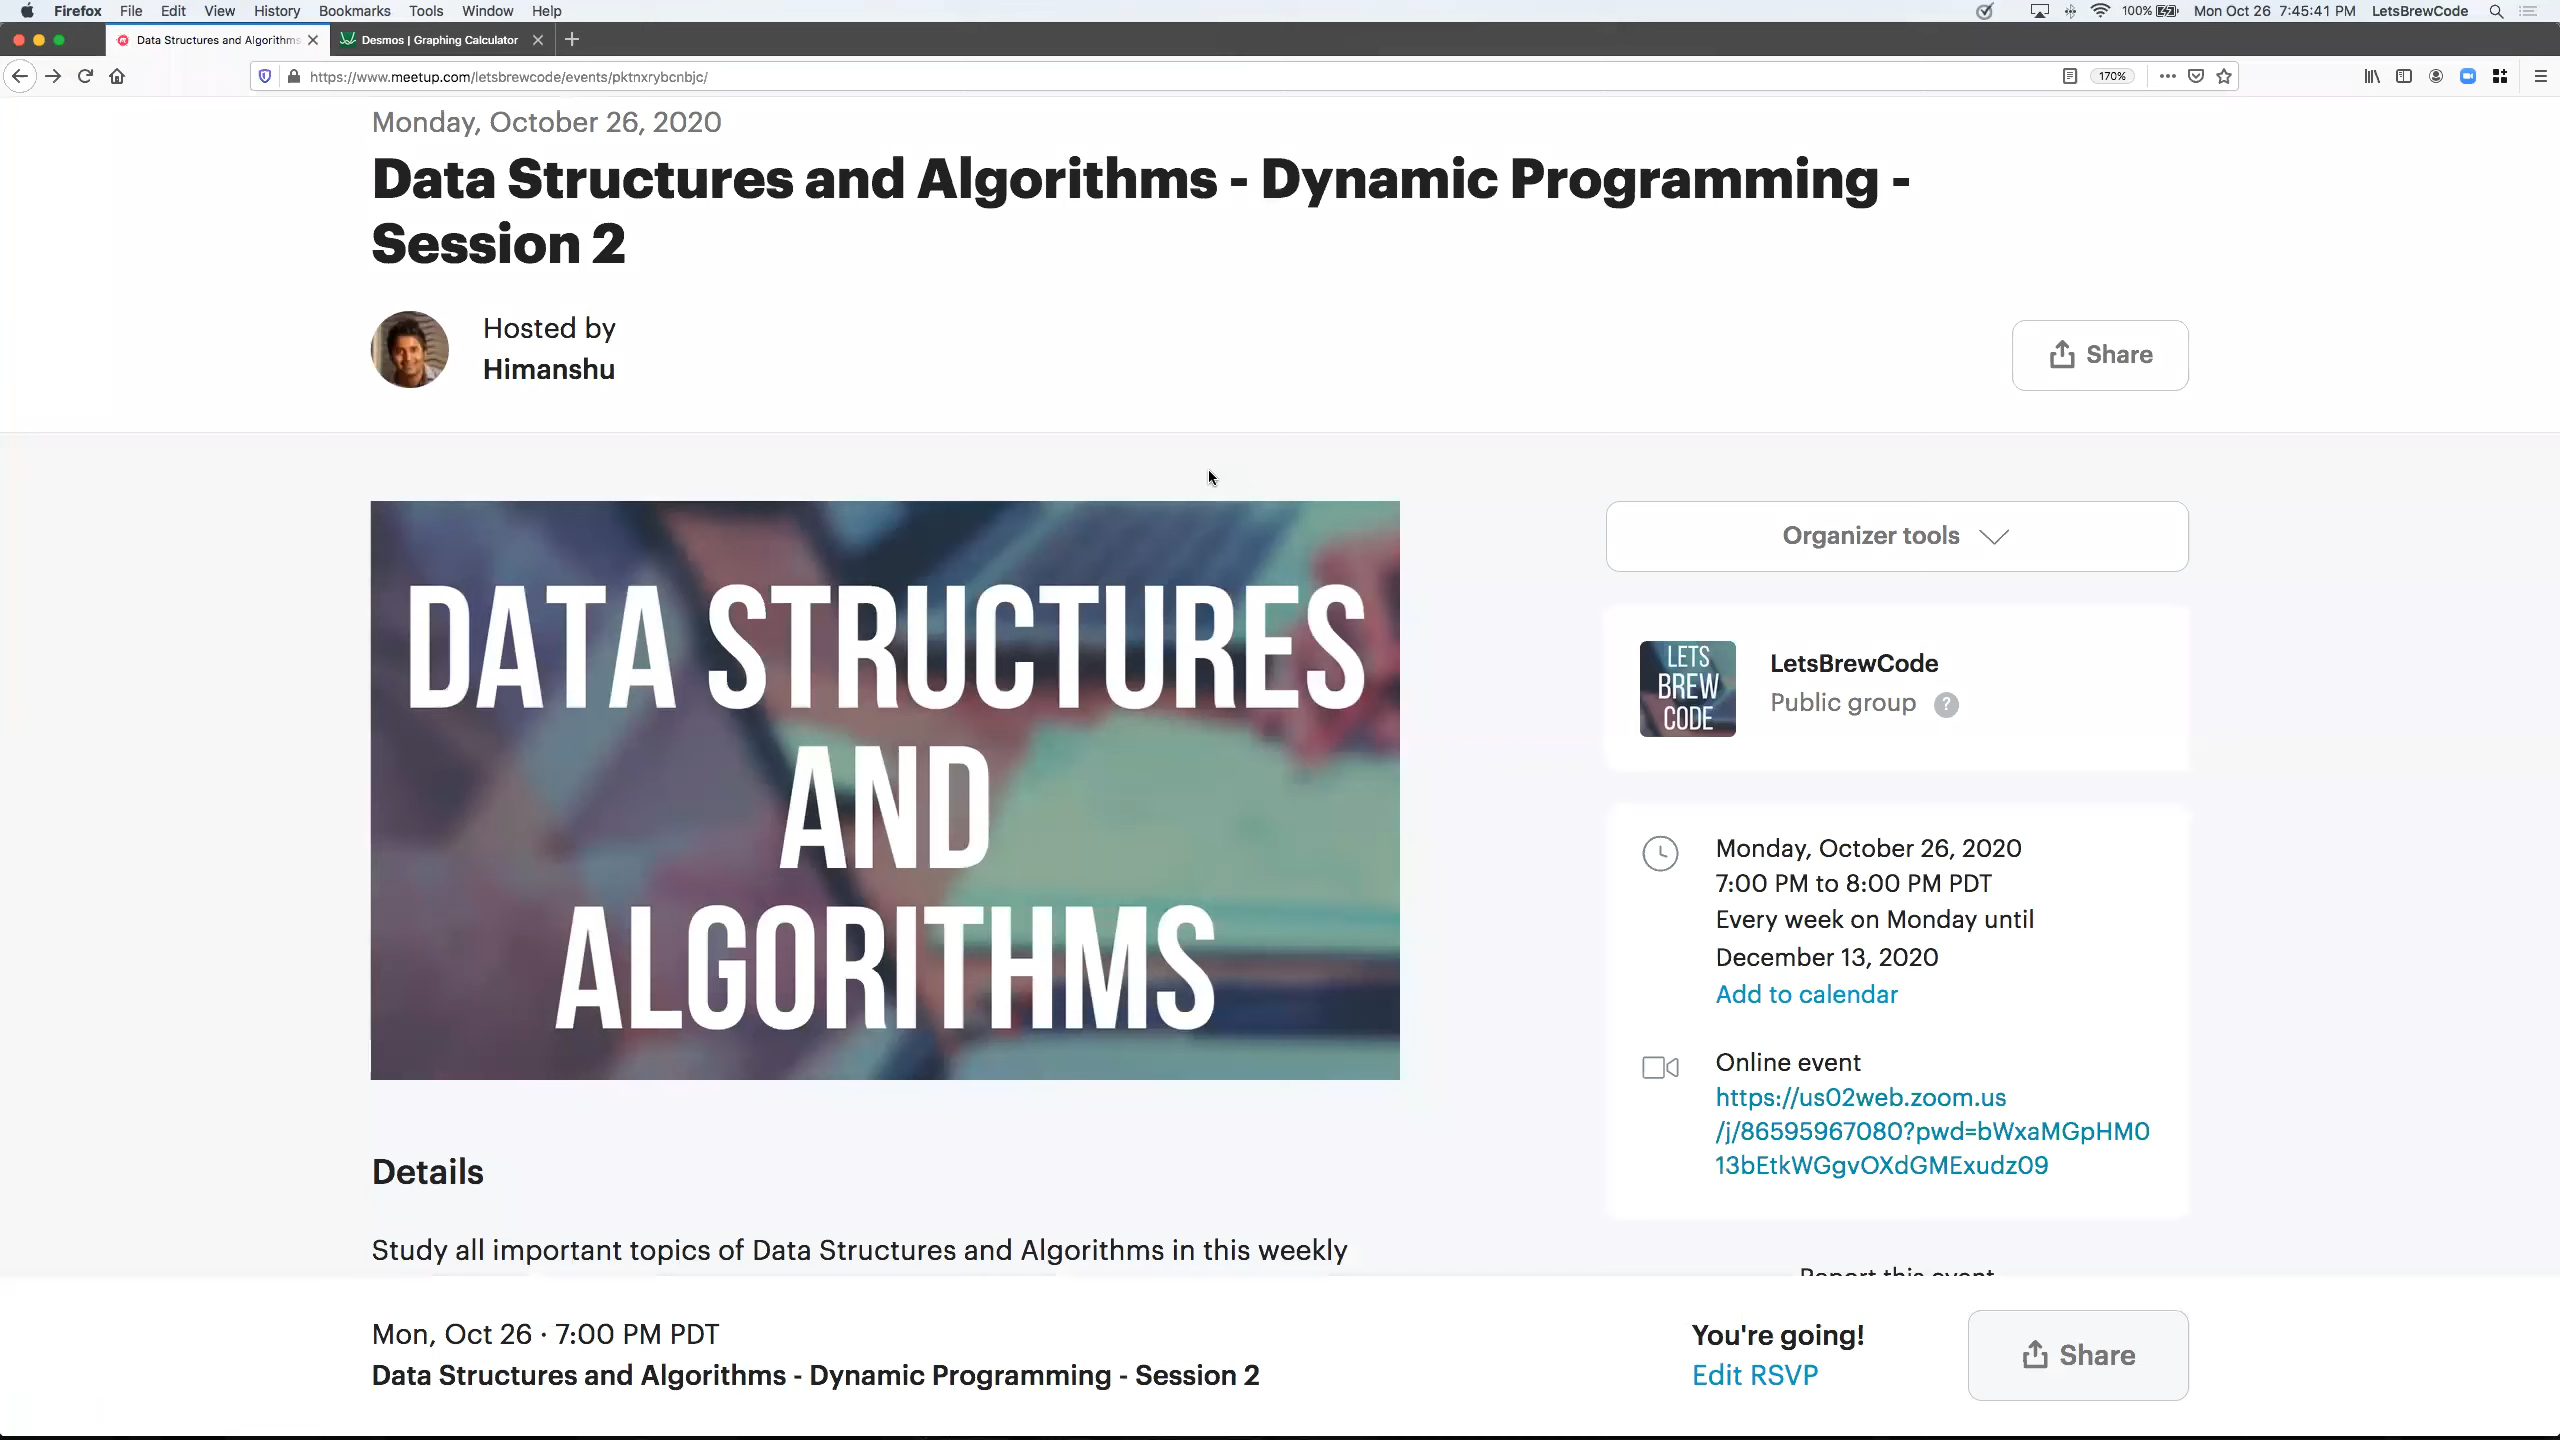 Firefox File Edit View History Bookmarks Tools Window Help
100% Mon Oct 26 7:45:41 PM LetsBrewCode
Data Structures and Algorithms
Desmos | Graphing Calculator
https://www.meetup.com/letsbrewcode/events/pktnxrybcnbjc/
170%
Monday, October 26, 2020
Data Structures and Algorithms - Dynamic Programming -
Session 2
Hosted by
Himanshu
Share
DATA STRUCTURES
AND
ALGORITHMS
Organizer tools
LETS
BREW
CODE
LetsBrewCode
Public group ?
Monday, October 26, 2020
7:00 PM to 8:00 PM PDT
Every week on Monday until
December 13, 2020
Add to calendar
Online event
https://us02web.zoom.us
/j/86595967080?pwd=bWxaMGpHM0
13bEtkWGgvOXdGMExudz09
Report this event
Details
Study all important topics of Data Structures and Algorithms in this weekly
Mon, Oct 26 · 7:00 PM PDT
Data Structures and Algorithms - Dynamic Programming - Session 2
You're going!
Edit RSVP
Share